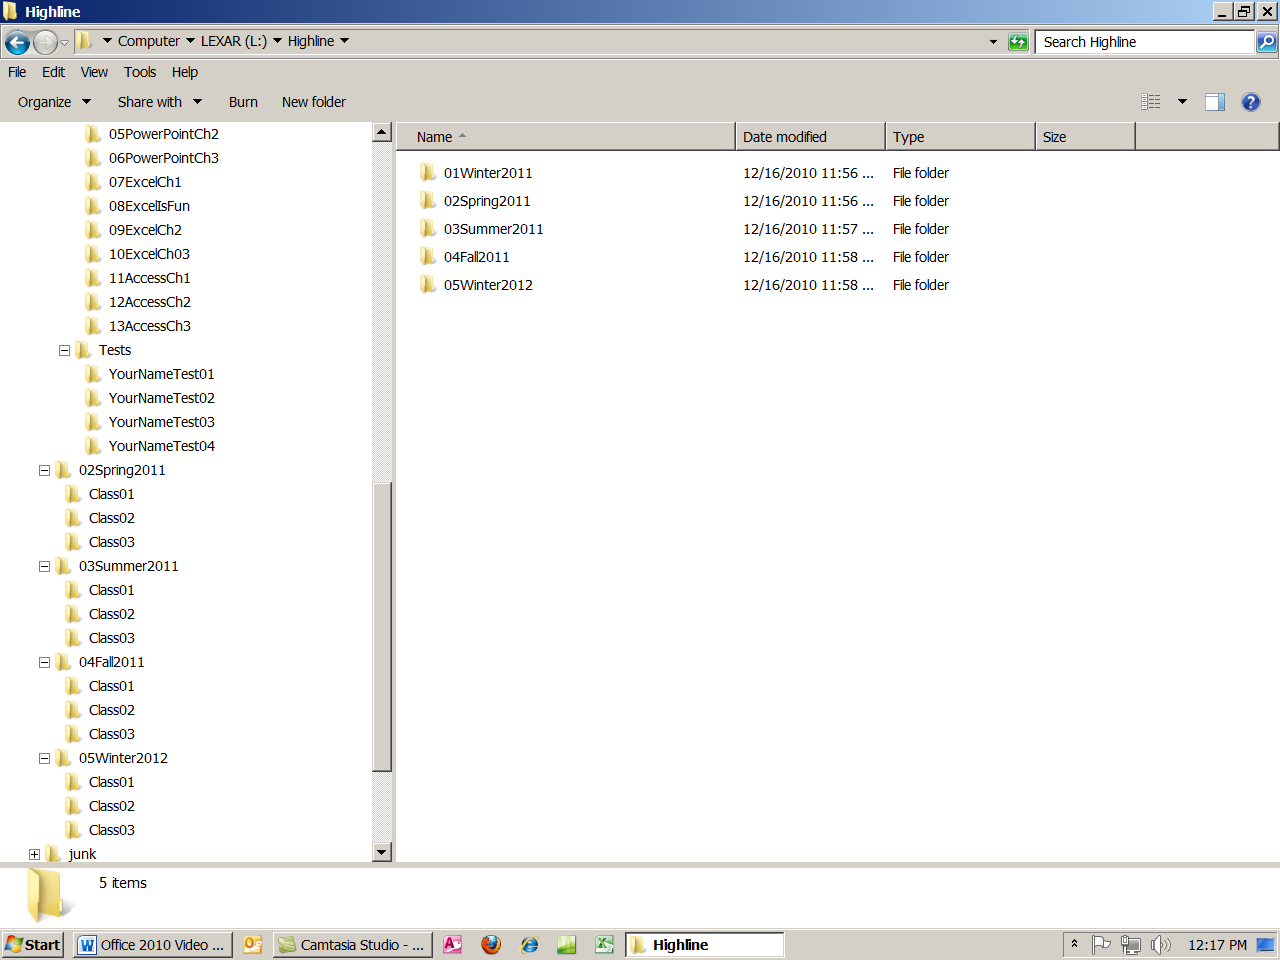 Highline
Computer LEXAR (L:) Highline
Search Highline
File Edit View Tools Help
Organize Share with Burn New folder
05PowerPointCh2
06PowerPointCh3
07ExcelCh1
08ExcelIsFun
09ExcelCh2
10ExcelCh03
11AccessCh1
12AccessCh2
13AccessCh3
Tests
YourNameTest01
YourNameTest02
YourNameTest03
YourNameTest04
02Spring2011
Class01
Class02
Class03
03Summer2011
Class01
Class02
Class03
04Fall2011
Class01
Class02
Class03
05Winter2012
Class01
Class02
Class03
junk
Name Date modified Type Size
01Winter2011 12/16/2010 11:56 ... File folder
02Spring2011 12/16/2010 11:56 ... File folder
03Summer2011 12/16/2010 11:57 ... File folder
04Fall2011 12/16/2010 11:58 ... File folder
05Winter2012 12/16/2010 11:58 ... File folder
5 items
Start Office 2010 Video ... Camtasia Studio - ... Highline 12:17 PM